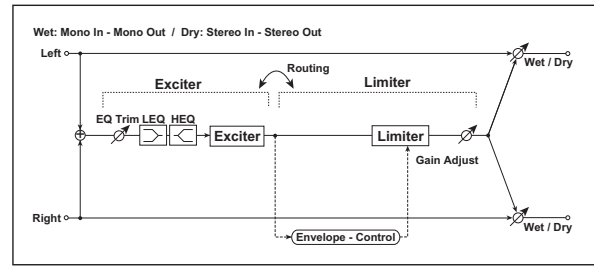 Wet: Mono In - Mono Out / Dry: Stereo In - Stereo Out
Left
Wet / Dry
Routing
Exciter
Limiter
EQ Trim
LEQ
HEQ
Exciter
Limiter
Gain Adjust
Right
Wet / Dry
Envelope - Control